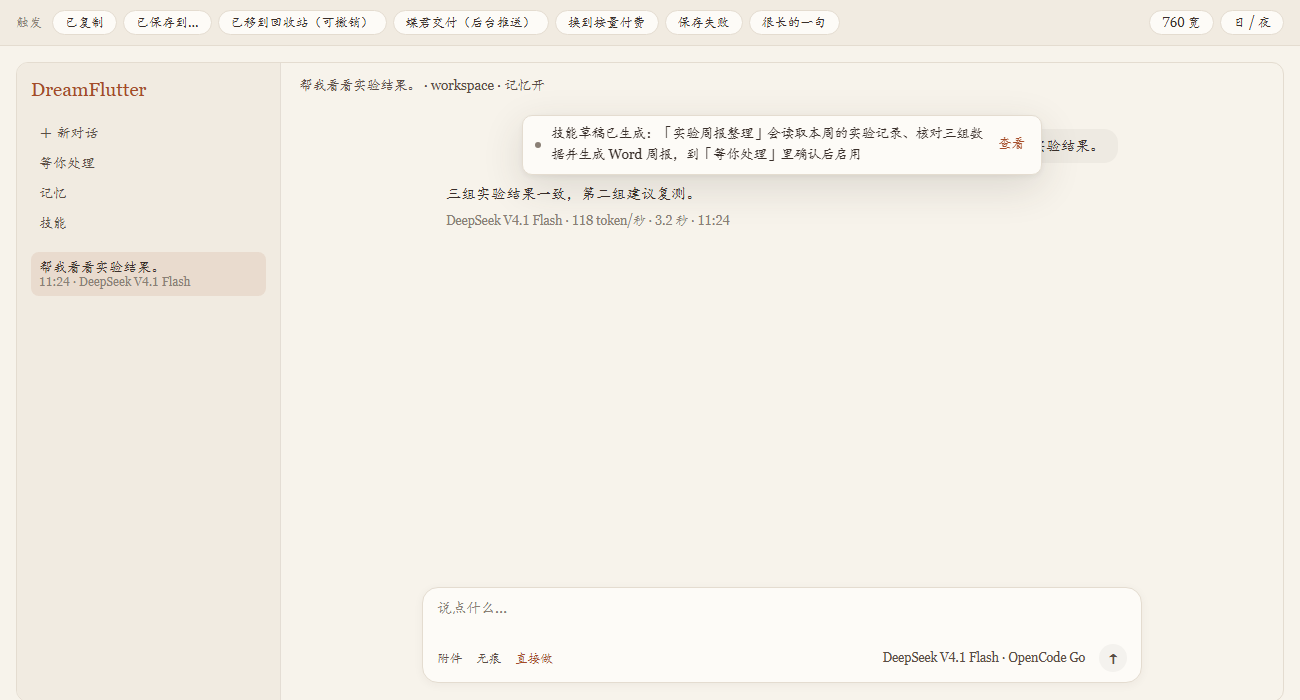 触发 已复制 已保存到... 已移到回收站（可撤销） 蝶君交付（后台推送） 换到按量付费 保存失败 很长的一句 760 宽 日 / 夜
DreamFlutter
＋ 新对话
等你处理
记忆
技能
帮我看看实验结果。
11:24 · DeepSeek V4.1 Flash
帮我看看实验结果。 · workspace · 记忆开
技能草稿已生成：「实验周报整理」会读取本周的实验记录、核对三组数
据并生成 Word 周报，到「等你处理」里确认后启用
查看
验结果。
三组实验结果一致，第二组建议复测。
DeepSeek V4.1 Flash · 118 token/秒 · 3.2 秒 · 11:24
说点什么...
附件 无痕 直接做 DeepSeek V4.1 Flash · OpenCode Go ↑